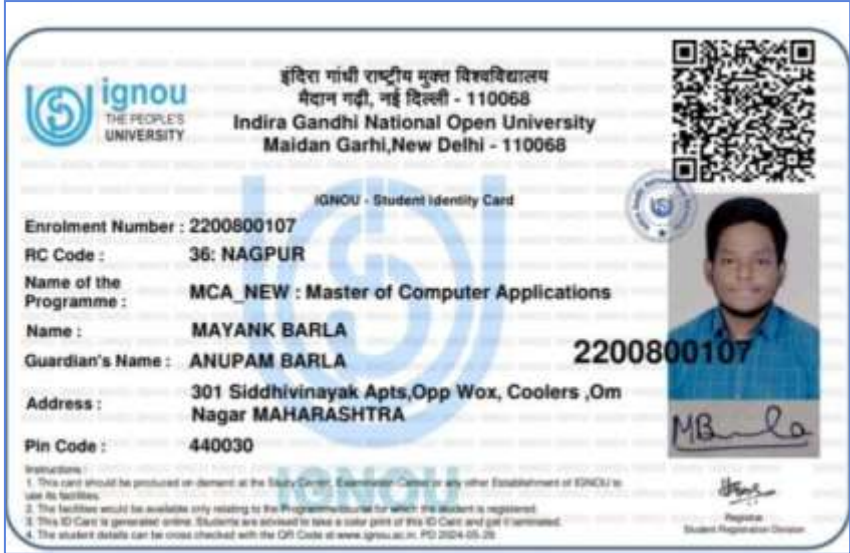 ignou
THE PEOPLE'S
UNIVERSITY
इंदिरा गांधी राष्ट्रीय मुक्त विश्वविद्यालय
मैदान गढ़ी, नई दिल्ली - 110068
Indira Gandhi National Open University
Maidan Garhi,New Delhi - 110068
IGNOU - Student Identity Card
Enrolment Number : 2200800107
RC Code : 36: NAGPUR
Name of the
Programme : MCA_NEW : Master of Computer Applications
Name : MAYANK BARLA
Guardian's Name : ANUPAM BARLA
2200800107
Address : 301 Siddhivinayak Apts,Opp Wox, Coolers ,Om
Nagar MAHARASHTRA
Pin Code : 440030
MBarla
IGNOU
Instructions :
1. This card should be produced on demand at the Study Center, Examination Center or any other Establishment of IGNOU to
use its facilities.
2. The facilities would be available only relating to the Programme/course for which the student is registered.
3. This ID Card is generated online. Students are advised to take a color print of this ID Card and get it laminated.
4. The student details can be cross checked with the QR Code at www.ignou.ac.in. PD 2024-05-29
Registrar
Student Registration Division